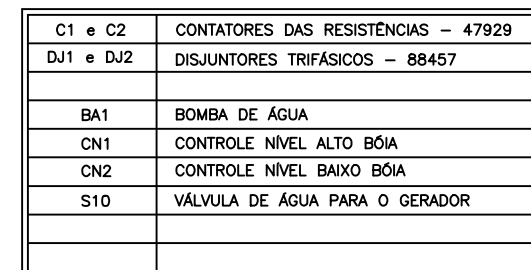 C1 e C2 CONTATORES DAS RESISTÊNCIAS – 47929
DJ1 e DJ2 DISJUNTORES TRIFÁSICOS – 88457
BA1 BOMBA DE ÁGUA
CN1 CONTROLE NÍVEL ALTO BÓIA
CN2 CONTROLE NÍVEL BAIXO BÓIA
S10 VÁLVULA DE ÁGUA PARA O GERADOR